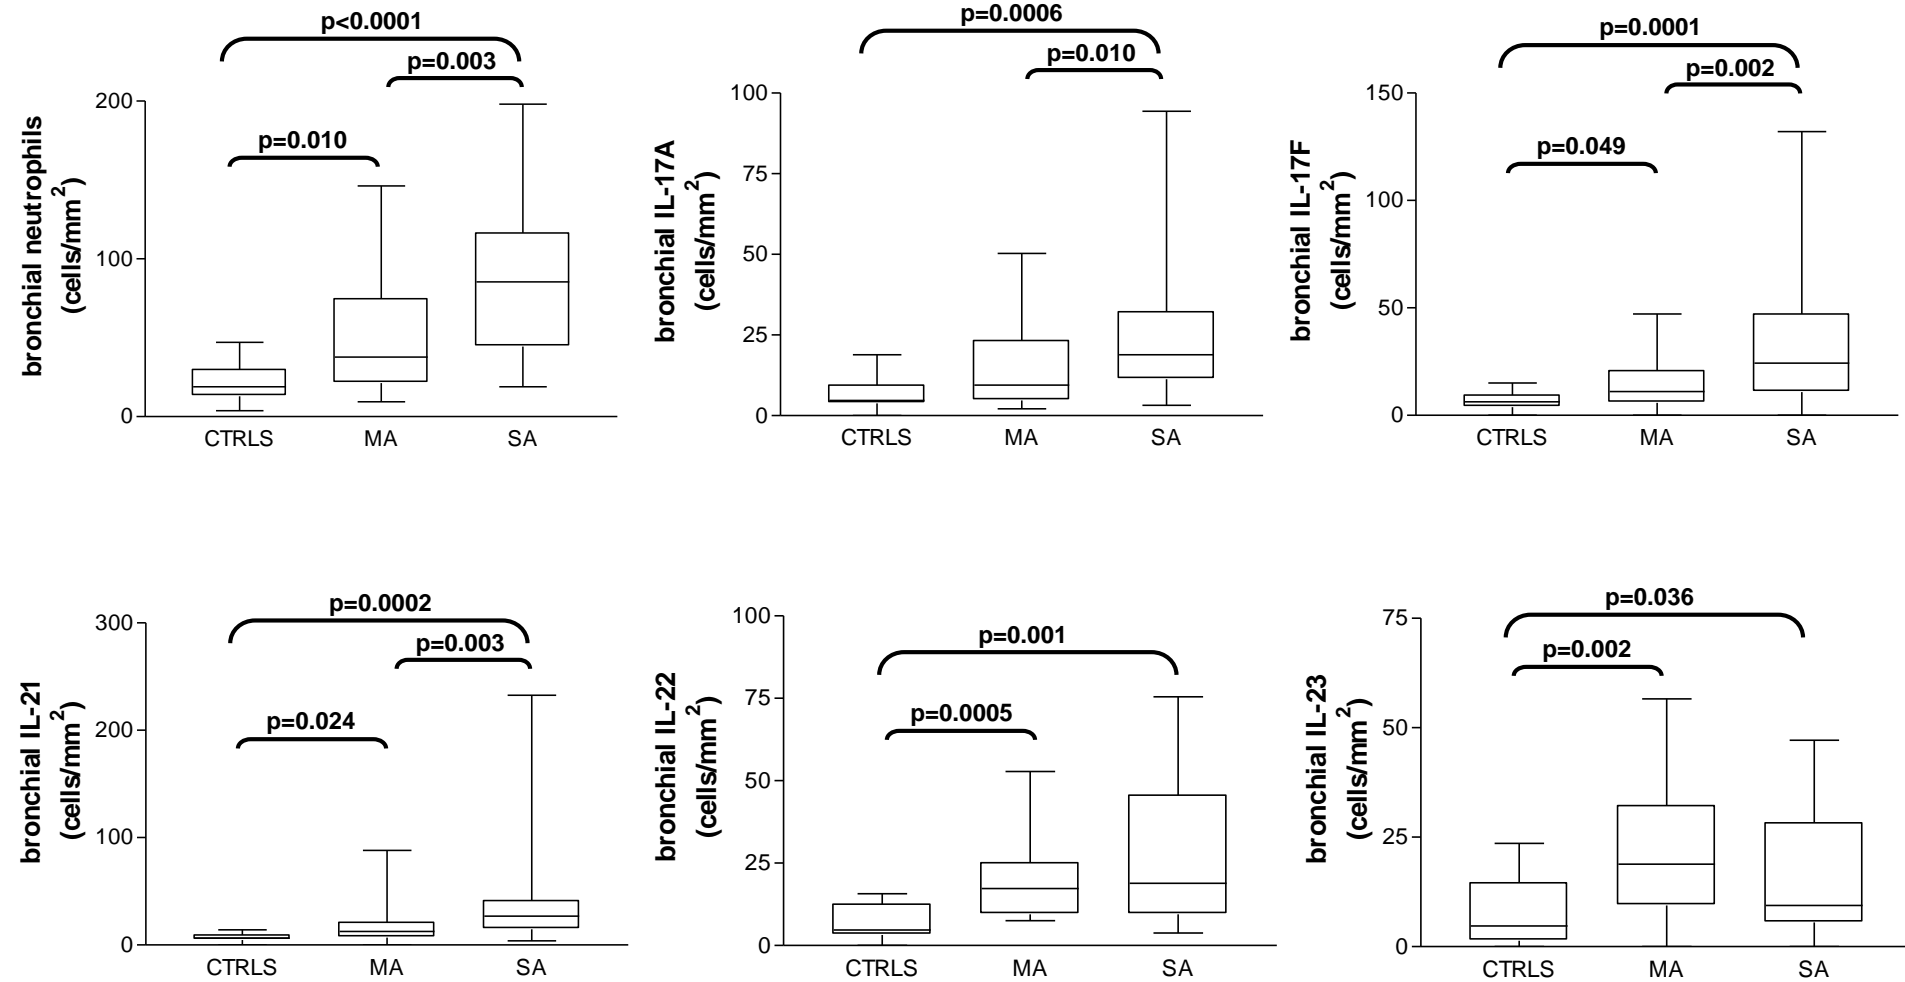 p<0.0001
p=0.003
p=0.010
bronchial neutrophils
(cells/mm²)
200
100
0
CTRLS MA SA
p=0.0006
p=0.010
bronchial IL-17A
(cells/mm²)
100
75
50
25
0
CTRLS MA SA
p=0.0001
p=0.002
p=0.049
bronchial IL-17F
(cells/mm²)
150
100
50
0
CTRLS MA SA
p=0.0002
p=0.003
p=0.024
bronchial IL-21
(cells/mm²)
300
200
100
0
CTRLS MA SA
p=0.001
p=0.0005
bronchial IL-22
(cells/mm²)
100
75
50
25
0
CTRLS MA SA
p=0.036
p=0.002
bronchial IL-23
(cells/mm²)
75
50
25
0
CTRLS MA SA